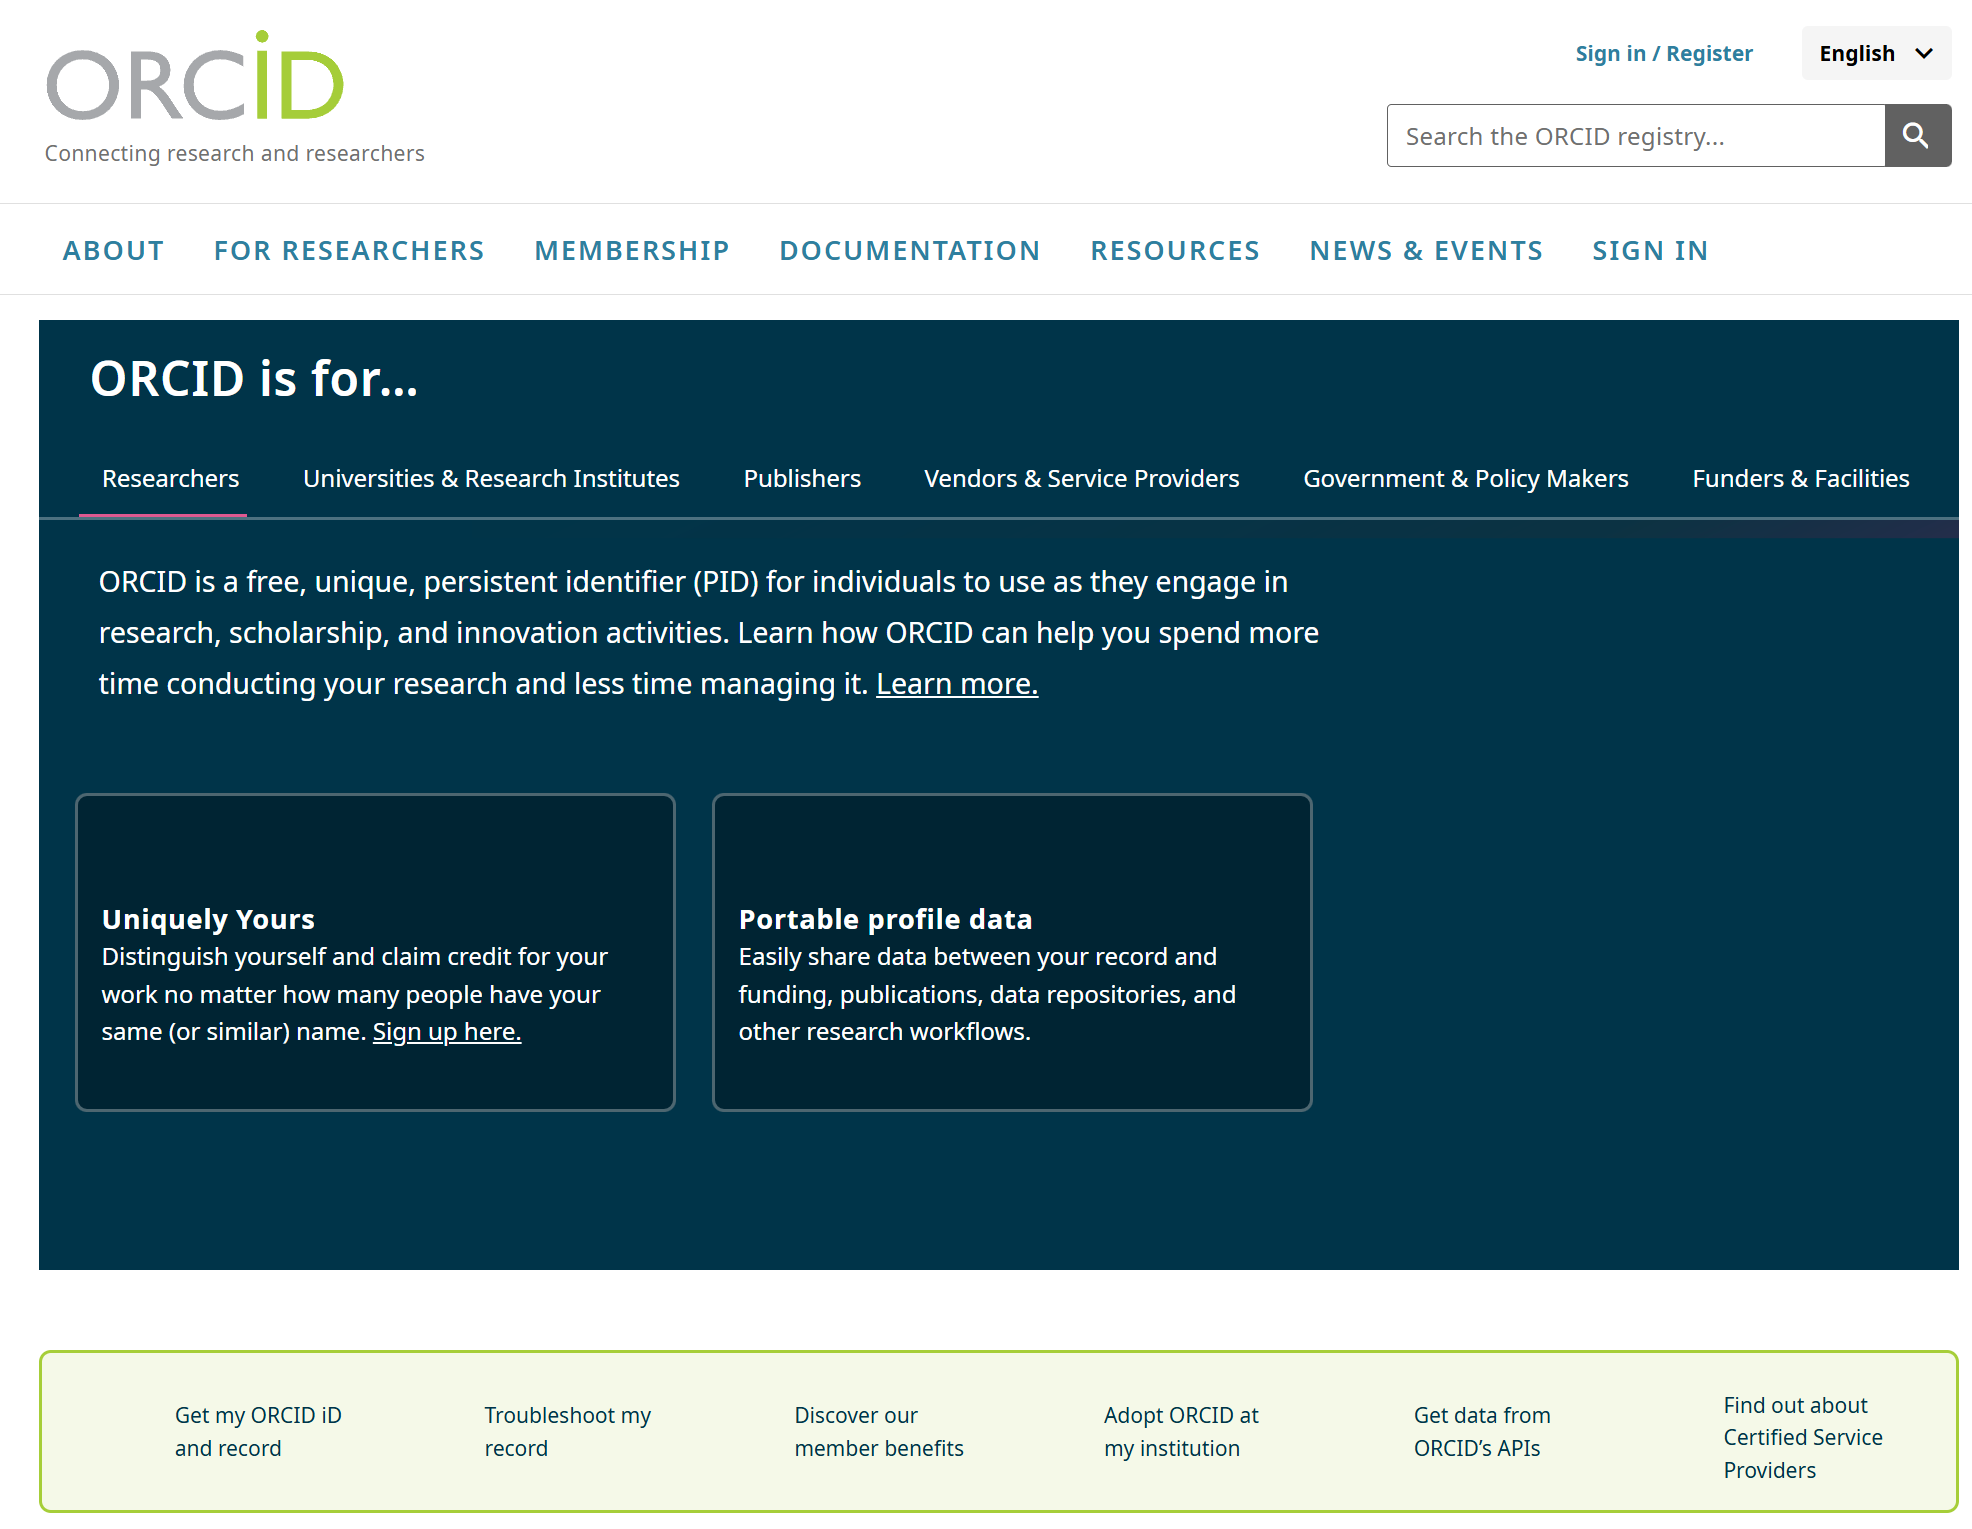 ORCiD
Connecting research and researchers
Sign in / Register
English
Search the ORCID registry...
ABOUT
FOR RESEARCHERS
MEMBERSHIP
DOCUMENTATION
RESOURCES
NEWS & EVENTS
SIGN IN
ORCID is for...
Researchers
Universities & Research Institutes
Publishers
Vendors & Service Providers
Government & Policy Makers
Funders & Facilities
ORCID is a free, unique, persistent identifier (PID) for individuals to use as they engage in
research, scholarship, and innovation activities. Learn how ORCID can help you spend more
time conducting your research and less time managing it. Learn more.
Uniquely Yours
Distinguish yourself and claim credit for your
work no matter how many people have your
same (or similar) name. Sign up here.
Portable profile data
Easily share data between your record and
funding, publications, data repositories, and
other research workflows.
Get my ORCID iD
and record
Troubleshoot my
record
Discover our
member benefits
Adopt ORCID at
my institution
Get data from
ORCID’s APIs
Find out about
Certified Service
Providers